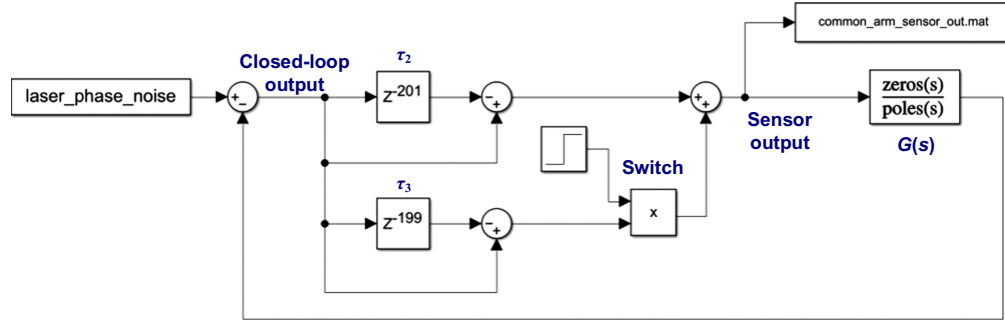 common_arm_sensor_out.mat
Closed-loop
output
τ2
laser_phase_noise
+
−
z-201
−
+
+
+
zeros(s)
poles(s)
Sensor
output
G(s)
Switch
τ3
z-199
−
+
x